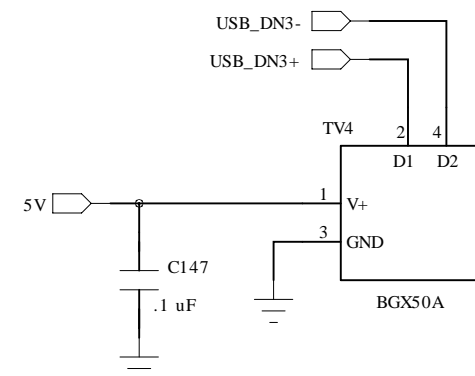 USB_DN3-
USB_DN3+
TV4
2 4
D1 D2
5V
1
V+
3
GND
C147
.1 uF
BGX50A